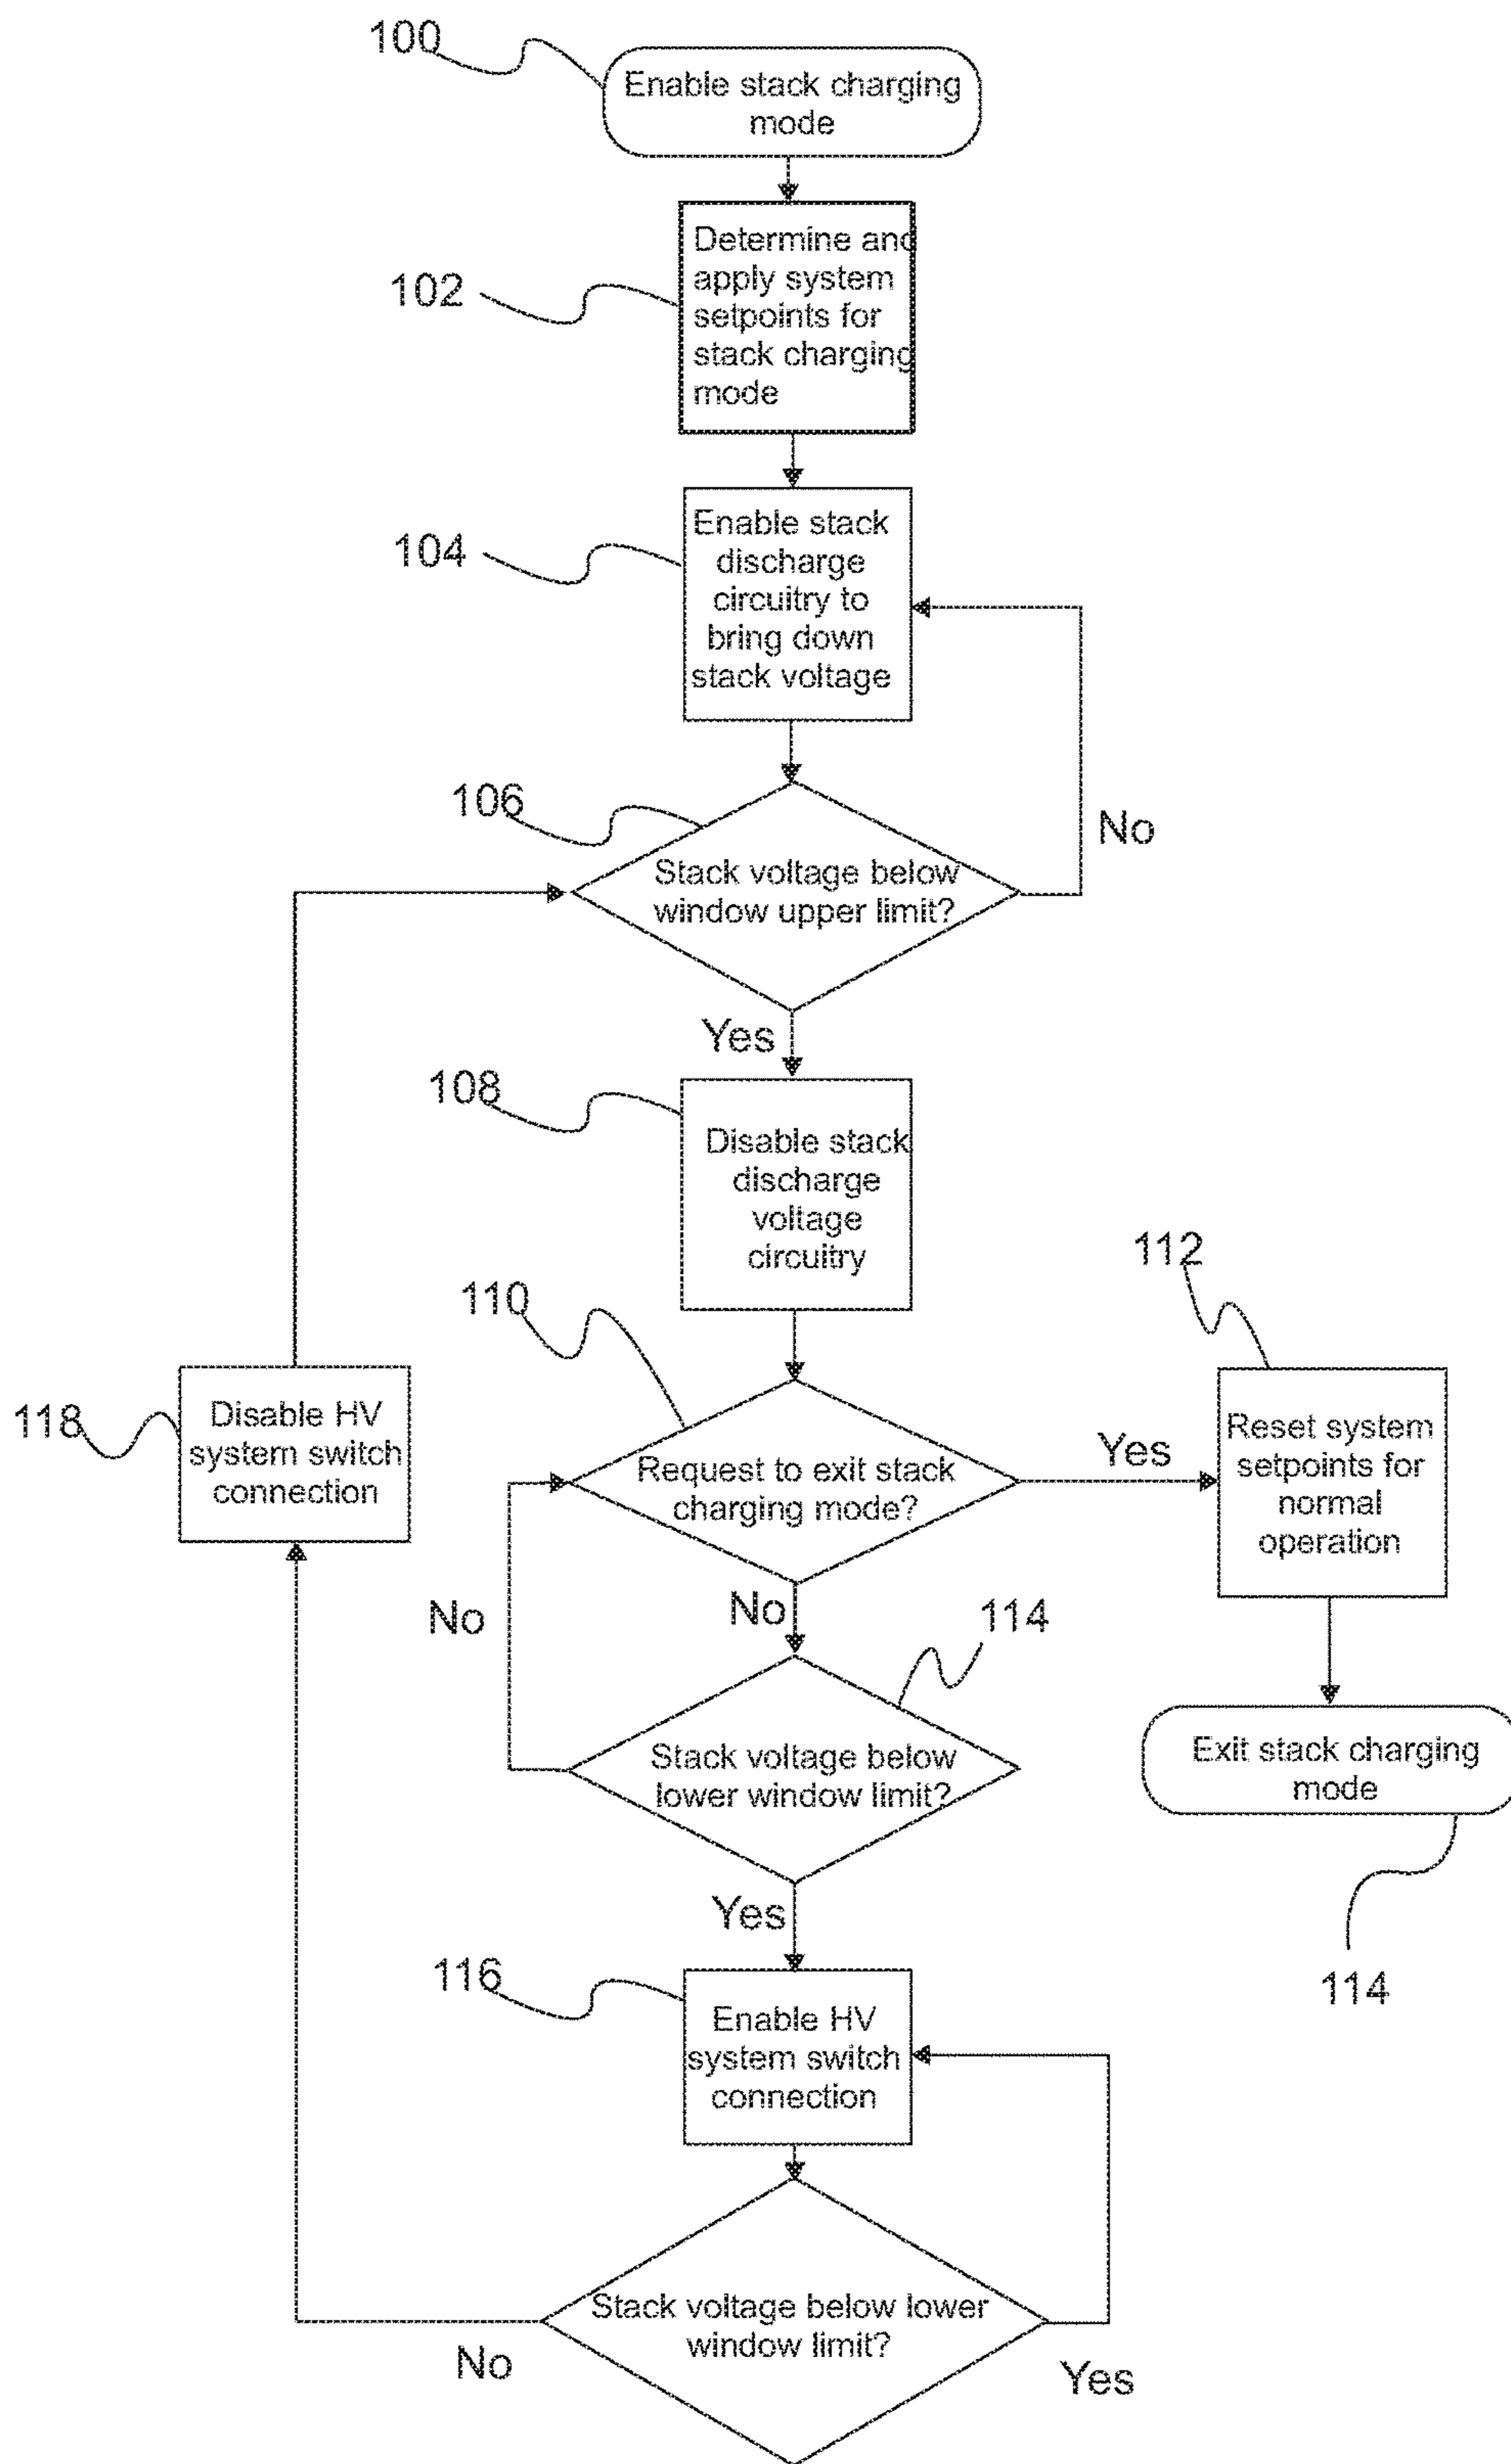 100
Enable stack charging
mode
102
Determine and
apply system
setpoints for
stack charging
mode
104
Enable stack
discharge
circuitry to
bring down
stack voltage
106
Stack voltage below
window upper limit?
No
Yes
108
Disable stack
discharge
voltage
circuitry
110
Request to exit stack
charging mode?
Yes
112
Reset system
setpoints for
normal
operation
118
Disable HV
system switch
connection
No
No
114
Stack voltage below
lower window limit?
Exit stack charging
mode
114
Yes
116
Enable HV
system switch
connection
Stack voltage below lower
window limit?
No
Yes